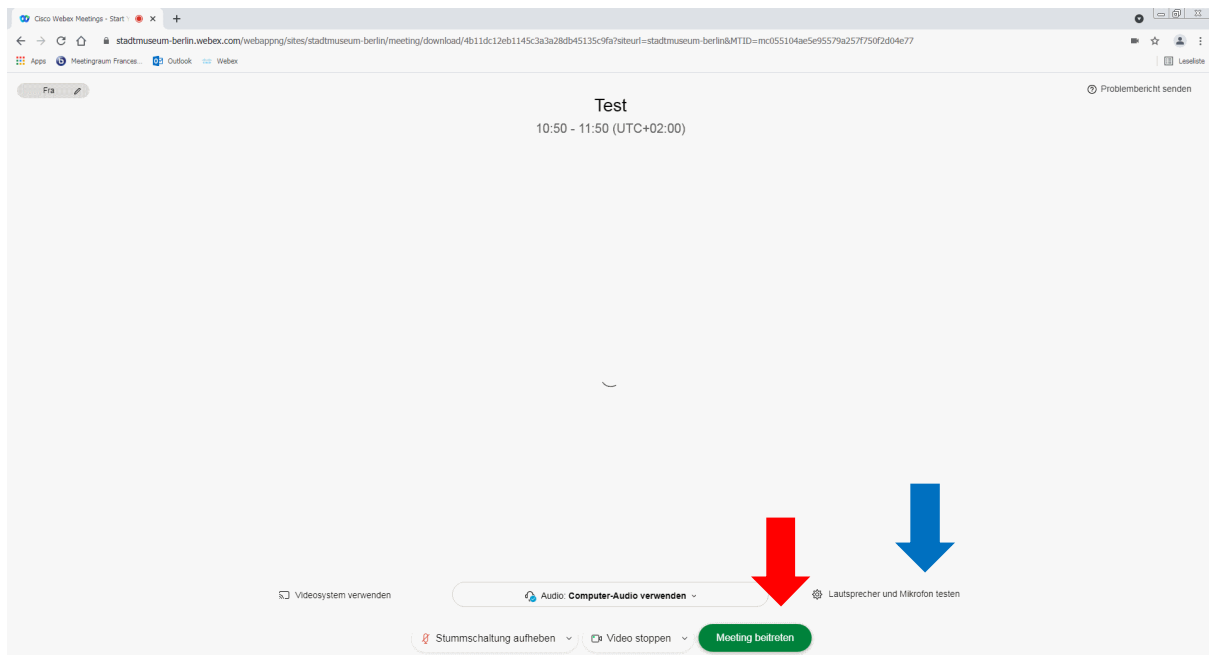 Cisco Webex Meetings - Start
stadtmuseum-berlin.webex.com/webappng/sites/stadtmuseum-berlin/meeting/download/4b11dc12eb1145c3a3a28db45135c9fa?siteurl=stadtmuseum-berlin&MTID=mc055104ae5e95579a257f750f2d04e77
Apps Meetingraum Frances... Outlook Webex Leseliste
Fra
Problembericht senden
Test
10:50 - 11:50 (UTC+02:00)
Videosystem verwenden
Audio: Computer-Audio verwenden
Lautsprecher und Mikrofon testen
Stummschaltung aufheben
Video stoppen
Meeting beitreten